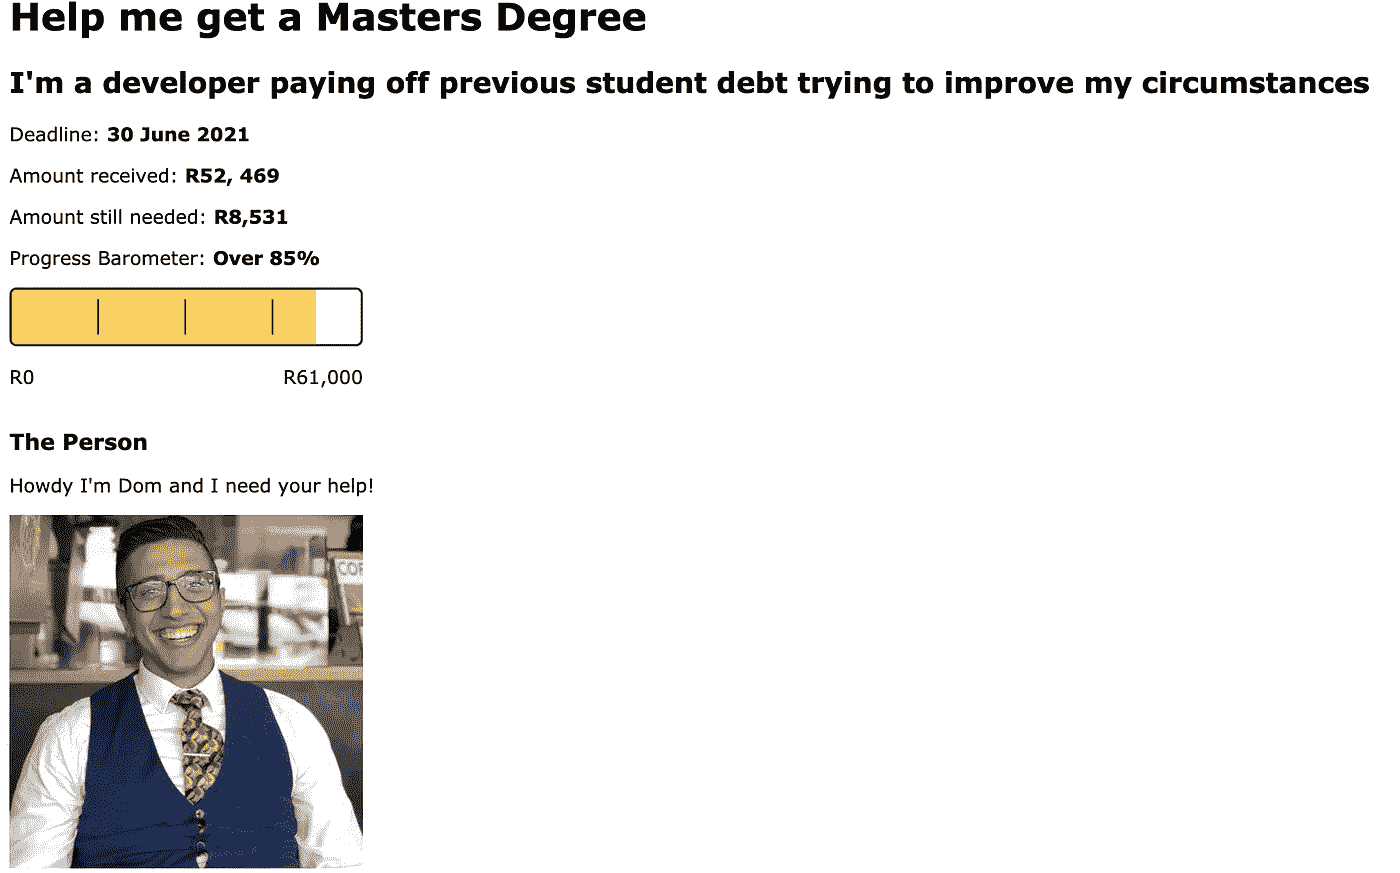 Help me get a Masters Degree
I'm a developer paying off previous student debt trying to improve my circumstances
Deadline: 30 June 2021
Amount received: R52, 469
Amount still needed: R8,531
Progress Barometer: Over 85%
R0 R61,000
The Person
Howdy I'm Dom and I need your help!